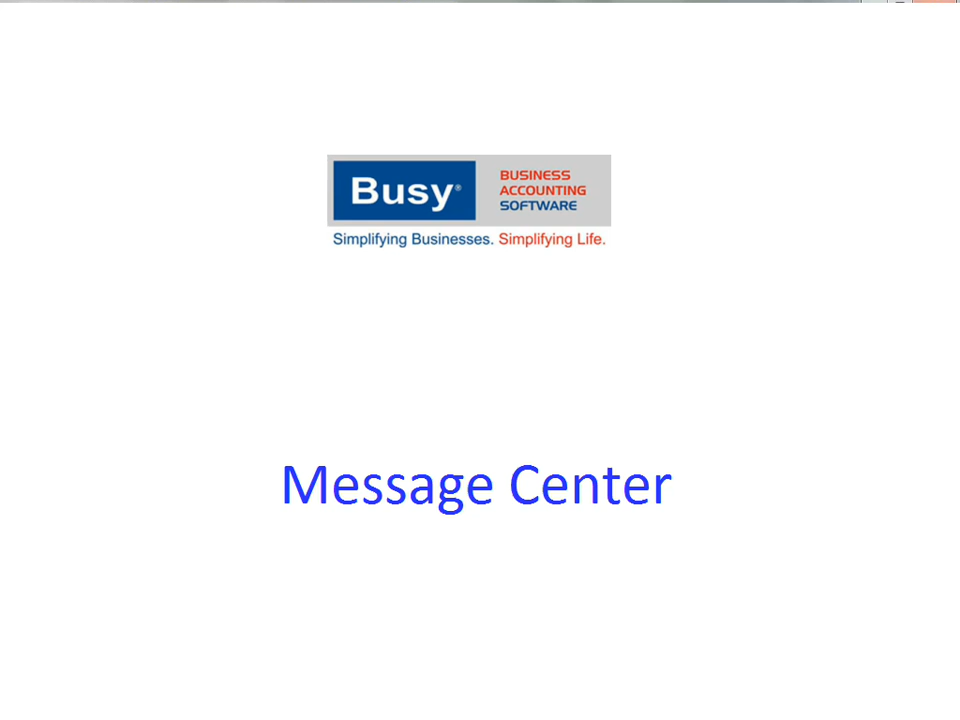 Busy®
BUSINESS
ACCOUNTING
SOFTWARE
Simplifying Businesses. Simplifying Life.
Message Center